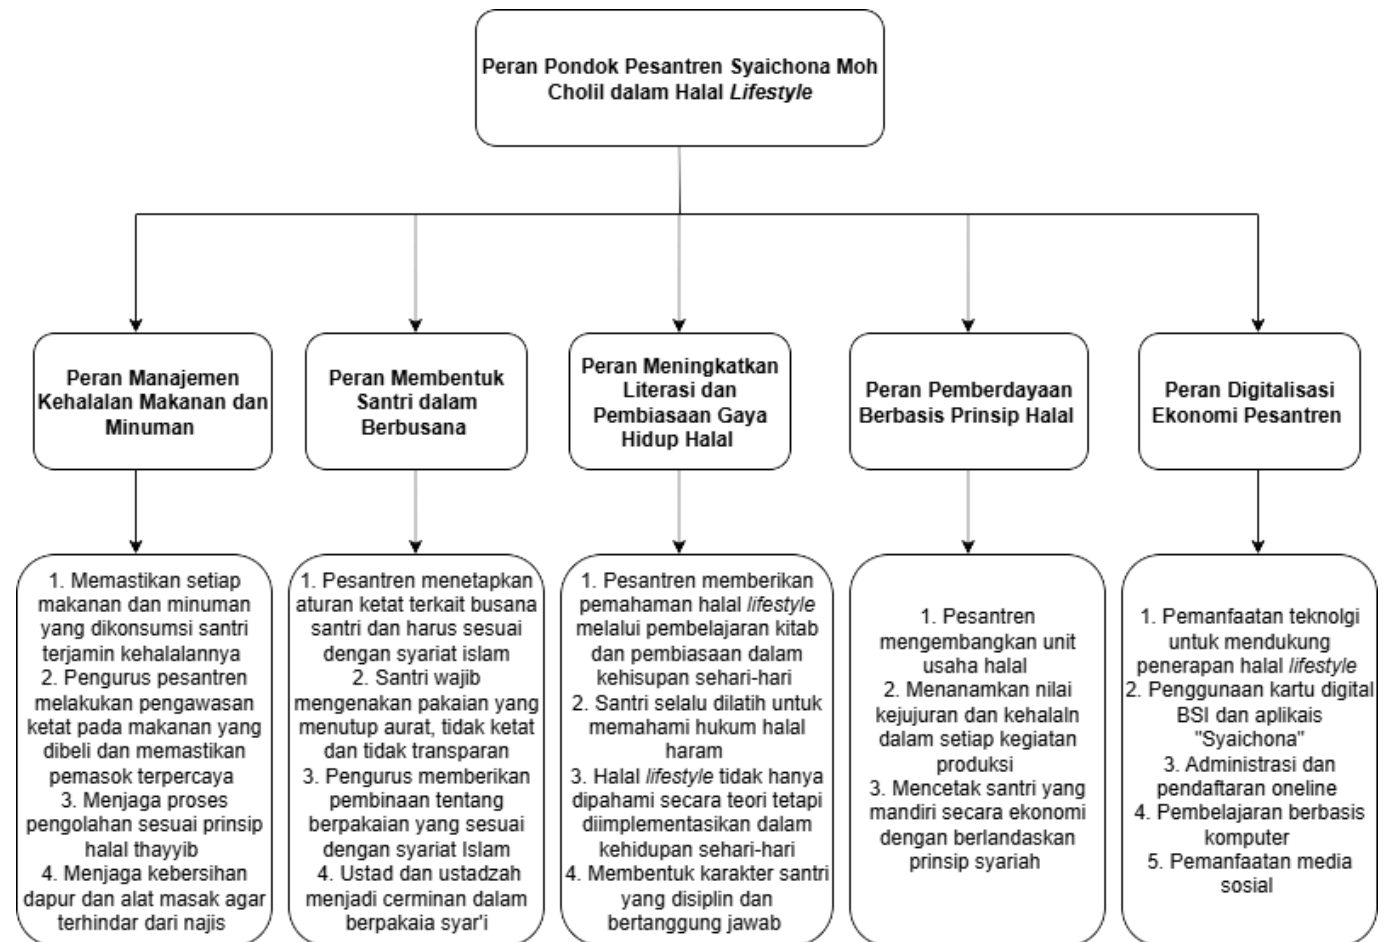 Peran Pondok Pesantren Syaichona Moh
Cholil dalam Halal Lifestyle
Peran Manajemen
Kehalalan Makanan dan
Minuman
Peran Membentuk
Santri dalam
Berbusana
Peran Meningkatkan
Literasi dan
Pembiasaan Gaya
Hidup Halal
Peran Pemberdayaan
Berbasis Prinsip Halal
Peran Digitalisasi
Ekonomi Pesantren
1. Memastikan setiap
makanan dan minuman
yang dikonsumsi santri
terjamin kehalalannya
2. Pengurus pesantren
melakukan pengawasan
ketat pada makanan yang
dibeli dan memastikan
pemasok terpercaya
3. Menjaga proses
pengolahan sesuai prinsip
halal thayyib
4. Menjaga kebersihan
dapur dan alat masak agar
terhindar dari najis
1. Pesantren menetapkan
aturan ketat terkait busana
santri dan harus sesuai
dengan syariat islam
2. Santri wajib
mengenakan pakaian yang
menutup aurat, tidak ketat
dan tidak transparan
3. Pengurus memberikan
pembinaan tentang
berpakaian yang sesuai
dengan syariat Islam
4. Ustad dan ustadzah
menjadi cerminan dalam
berpakaia syar'i
1. Pesantren memberikan
pemahaman halal lifestyle
melalui pembelajaran kitab
dan pembiasaan dalam
kehisupan sehari-hari
2. Santri selalu dilatih untuk
memahami hukum halal
haram
3. Halal lifestyle tidak hanya
dipahami secara teori tetapi
diimplementasikan dalam
kehidupan sehari-hari
4. Membentuk karakter santri
yang disiplin dan
bertanggung jawab
1. Pesantren
mengembangkan unit
usaha halal
2. Menanamkan nilai
kejujuran dan kehalaln
dalam setiap kegiatan
produksi
3. Mencetak santri yang
mandiri secara ekonomi
dengan berlandaskan
prinsip syariah
1. Pemanfaatan teknolgi
untuk mendukung
penerapan halal lifestyle
2. Penggunaan kartu digital
BSI dan aplikais
"Syaichona"
3. Administrasi dan
pendaftaran oneline
4. Pembelajaran berbasis
komputer
5. Pemanfaatan media
sosial